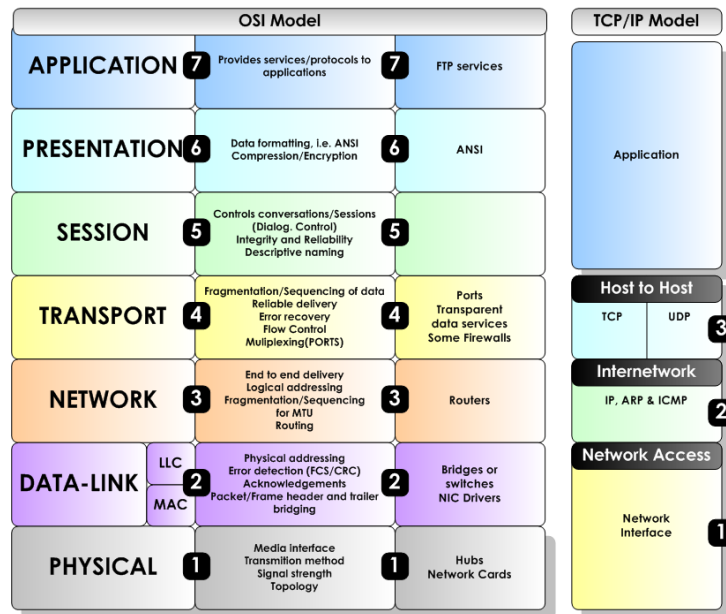 OSI Model
TCP/IP Model
APPLICATION
7
Provides services/protocols to
applications
7
FTP services
PRESENTATION
6
Data formatting, i.e. ANSI
Compression/Encryption
6
ANSI
SESSION
5
Controls conversations/Sessions
(Dialog. Control)
Integrity and Reliability
Descriptive naming
5
TRANSPORT
4
Fragmentation/Sequencing of data
Reliable delivery
Error recovery
Flow Control
Muliplexing(PORTS)
4
Ports
Transparent
data services
Some Firewalls
NETWORK
3
End to end delivery
Logical addressing
Fragmentation/Sequencing
for MTU
Routing
3
Routers
DATA-LINK
LLC
MAC
2
Physical addressing
Error detection (FCS/CRC)
Acknowledgements
Packet/Frame header and trailer
bridging
2
Bridges or
switches
NIC Drivers
PHYSICAL
1
Media interface
Transmition method
Signal strength
Topology
1
Hubs
Network Cards
Application
Host to Host
TCP
UDP
3
Internetwork
IP, ARP & ICMP
2
Network Access
Network
Interface
1